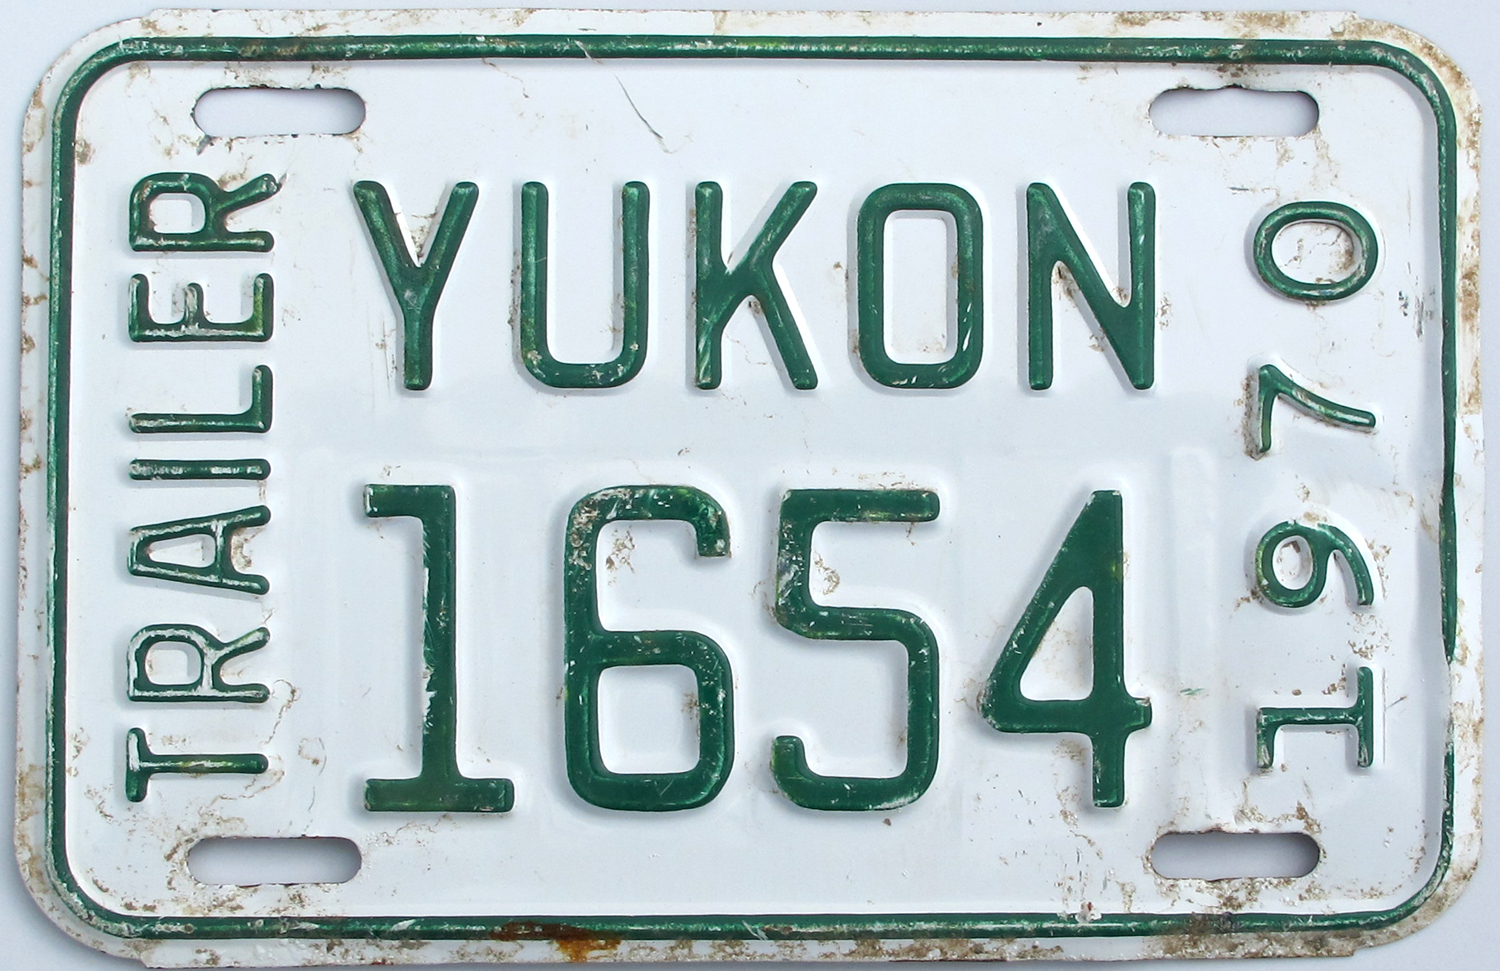 TRAILER
YUKON
1654
1970